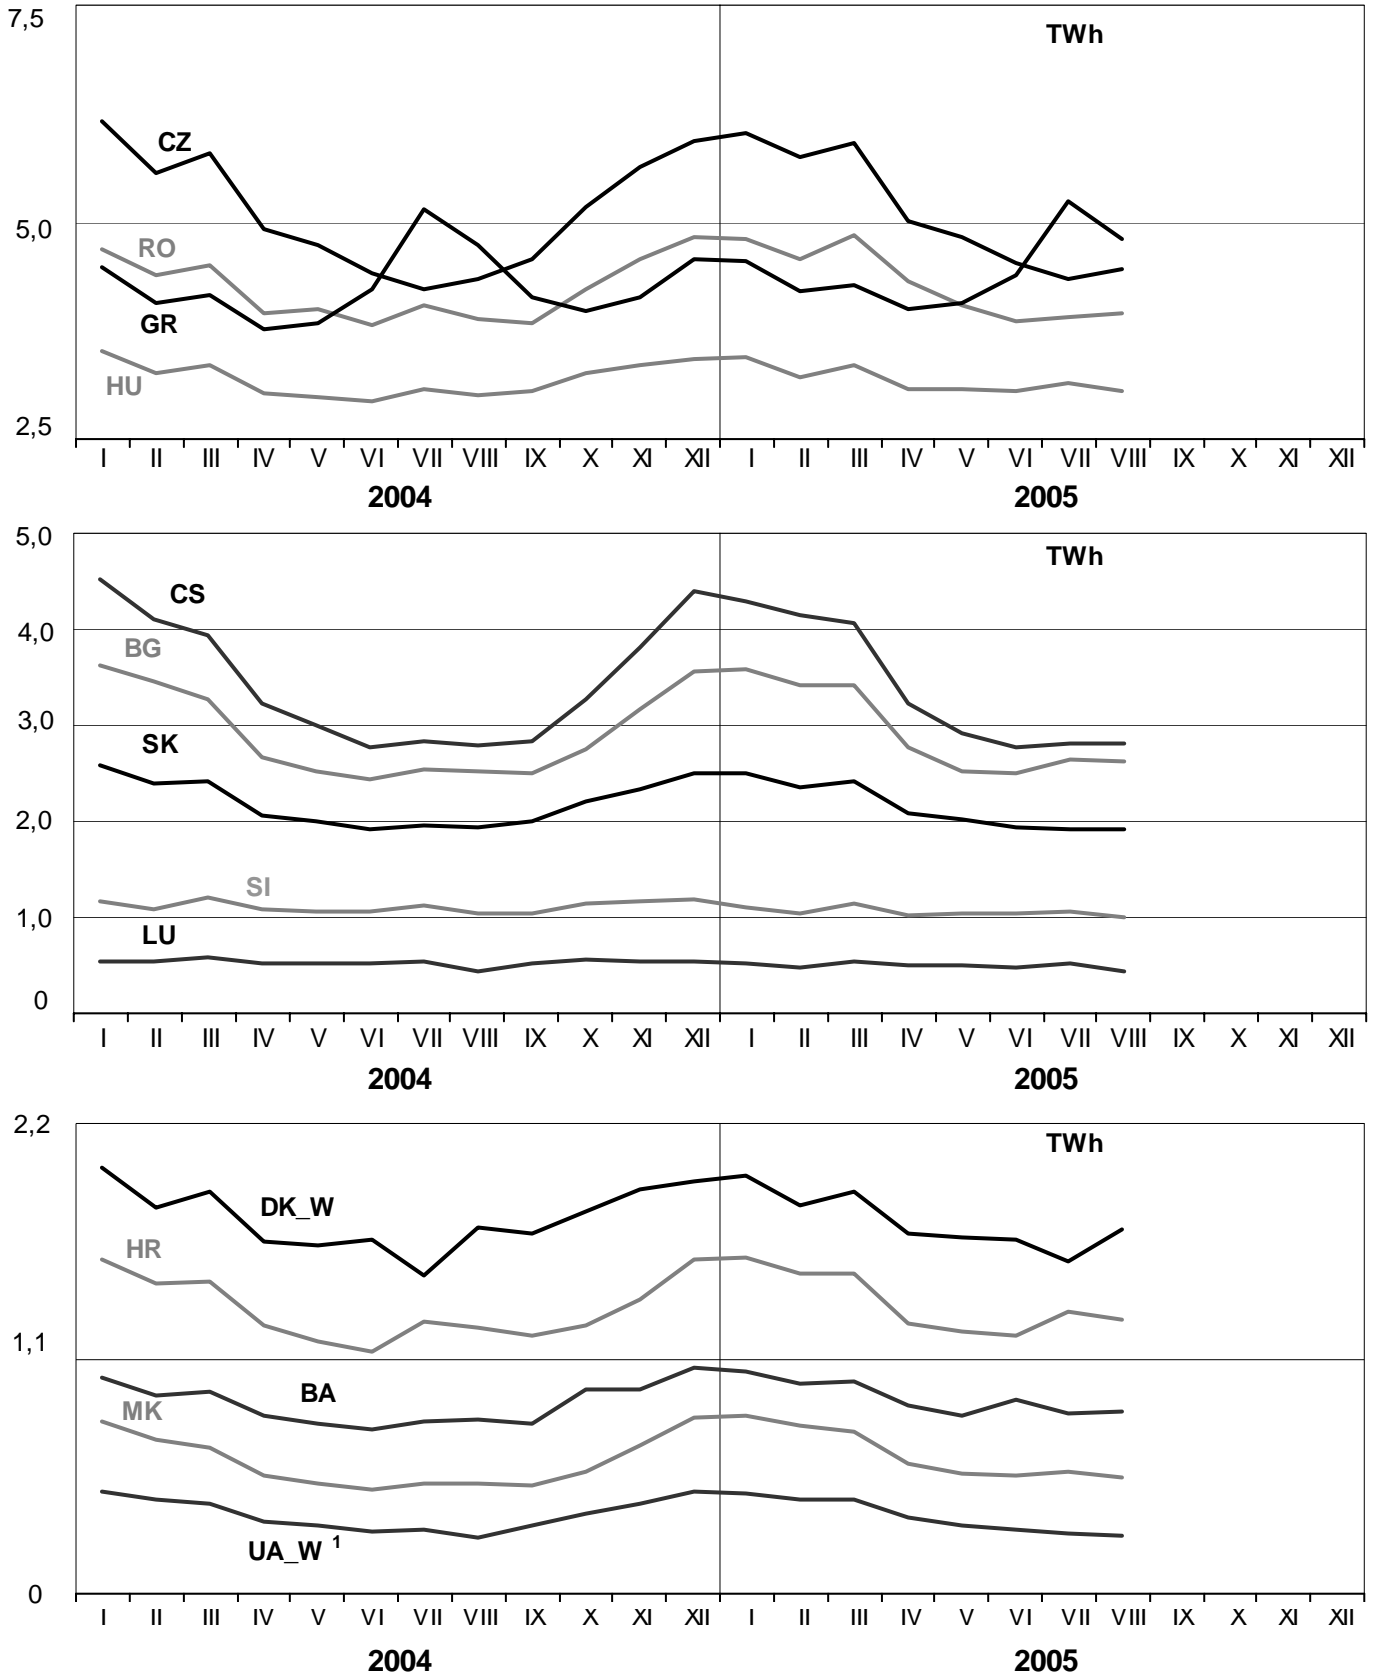 7,5
TWh
CZ
5,0
RO
GR
HU
2,5
I II III IV V VI VII VIII IX X XI XII I II III IV V VI VII VIII IX X XI XII
2004 2005
5,0
TWh
CS
4,0
BG
3,0
SK
2,0
SI
1,0
LU
0
I II III IV V VI VII VIII IX X XI XII I II III IV V VI VII VIII IX X XI XII
2004 2005
2,2
TWh
DK_W
HR
1,1
BA
MK
UA_W 1
0
I II III IV V VI VII VIII IX X XI XII I II III IV V VI VII VIII IX X XI XII
2004 2005